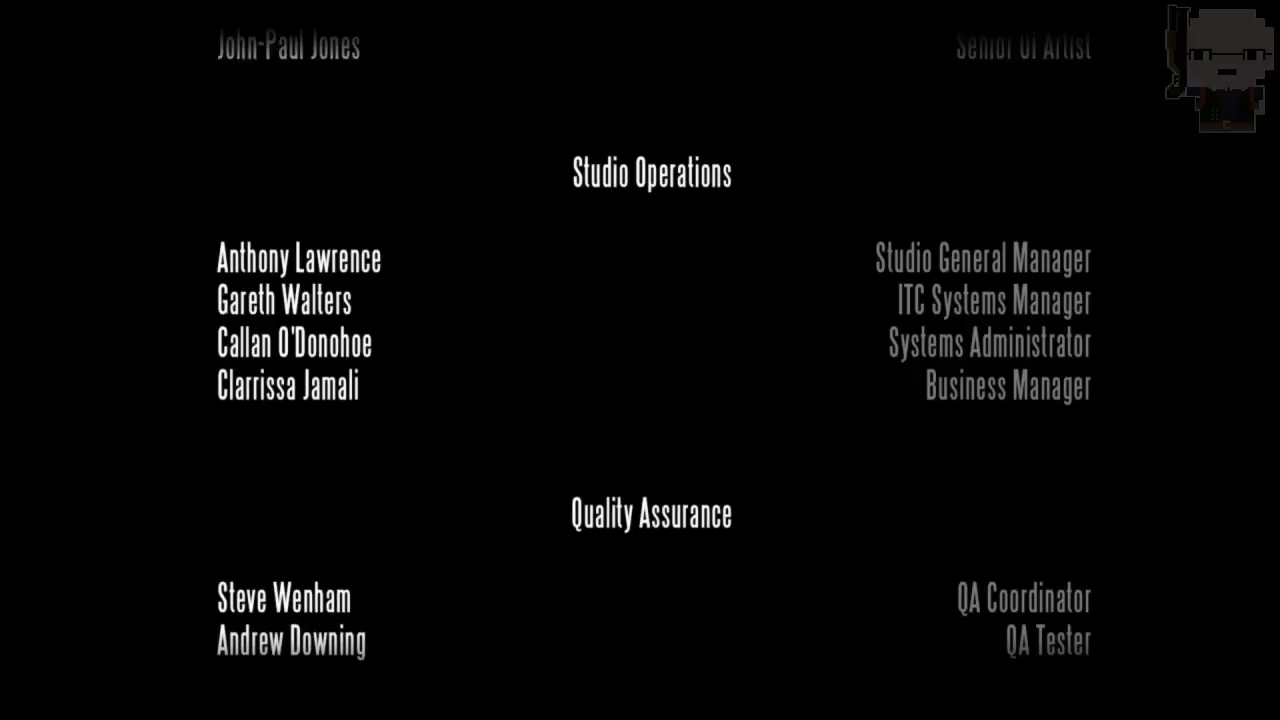 John-Paul Jones Senior UI Artist
Studio Operations
Anthony Lawrence Studio General Manager
Gareth Walters ITC Systems Manager
Callan O'Donohoe Systems Administrator
Clarrissa Jamali Business Manager
Quality Assurance
Steve Wenham QA Coordinator
Andrew Downing QA Tester